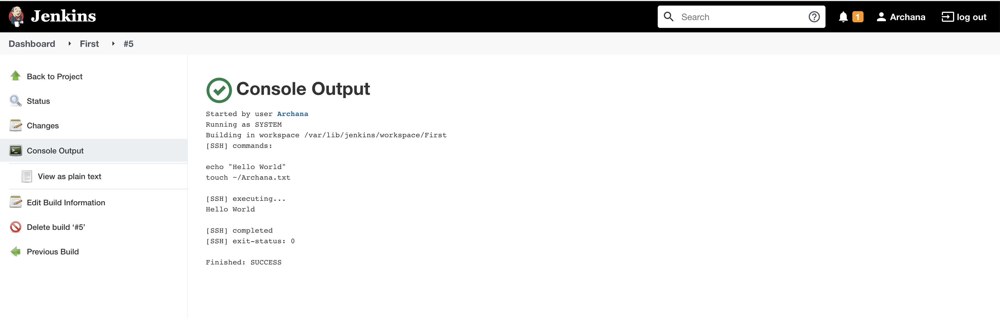 Jenkins
Search
1
Archana
log out
Dashboard
First
#5
Back to Project
Status
Changes
Console Output
View as plain text
Edit Build Information
Delete build ‘#5’
Previous Build
Console Output
Started by user Archana
Running as SYSTEM
Building in workspace /var/lib/jenkins/workspace/First
[SSH] commands:
echo "Hello World"
touch ~/Archana.txt
[SSH] executing...
Hello World
[SSH] completed
[SSH] exit-status: 0
Finished: SUCCESS